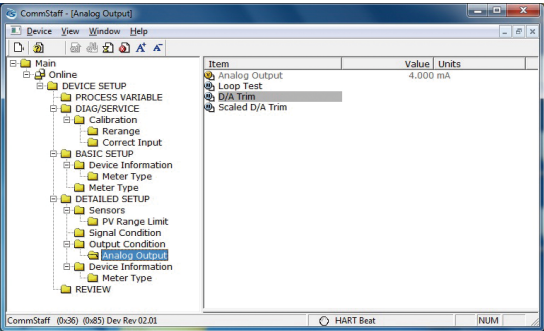 CommStaff - [Analog Output]
Device View Window Help
Main
Online
DEVICE SETUP
PROCESS VARIABLE
DIAG/SERVICE
Calibration
Rerange
Correct Input
BASIC SETUP
Device Information
Meter Type
Meter Type
DETAILED SETUP
Sensors
PV Range Limit
Signal Condition
Output Condition
Analog Output
Device Information
Meter Type
REVIEW
Item Value Units
Analog Output 4.000 mA
Loop Test
D/A Trim
Scaled D/A Trim
CommStaff (0x36) (0x85) Dev Rev 02.01 HART Beat NUM